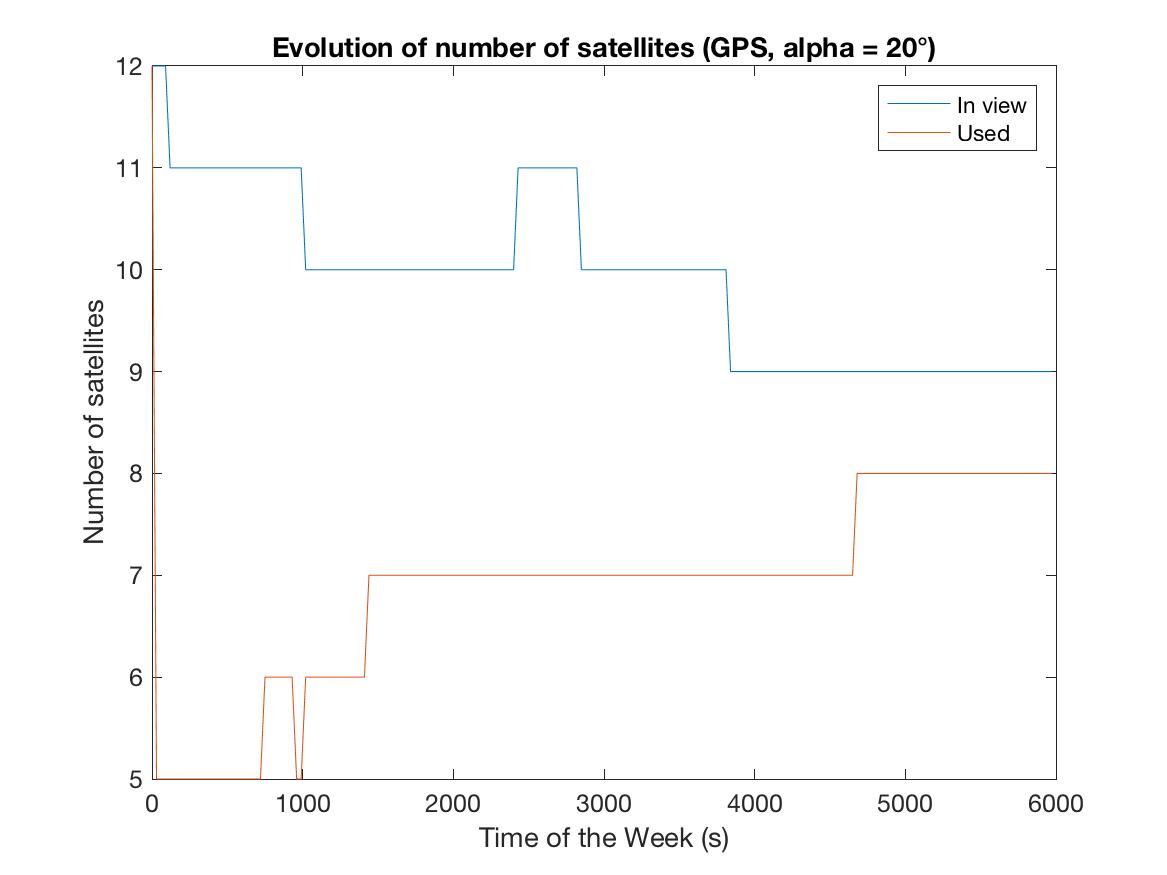 Evolution of number of satellites (GPS, alpha = 20°)
In view
Used
Number of satellites
12
11
10
9
8
7
6
5
0 1000 2000 3000 4000 5000 6000
Time of the Week (s)